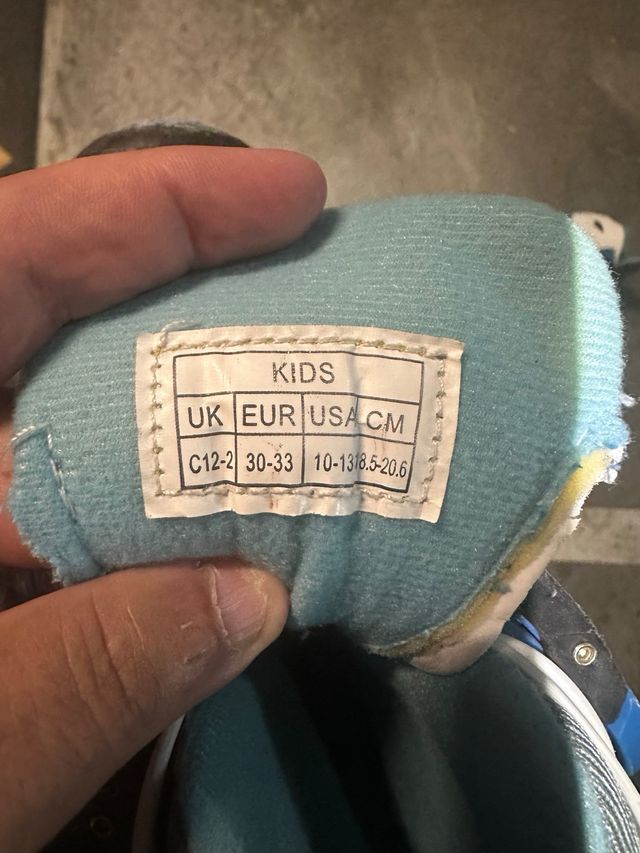 KIDS
UK EUR USA CM
C12-2 30-33 10-13 18.5-20.6